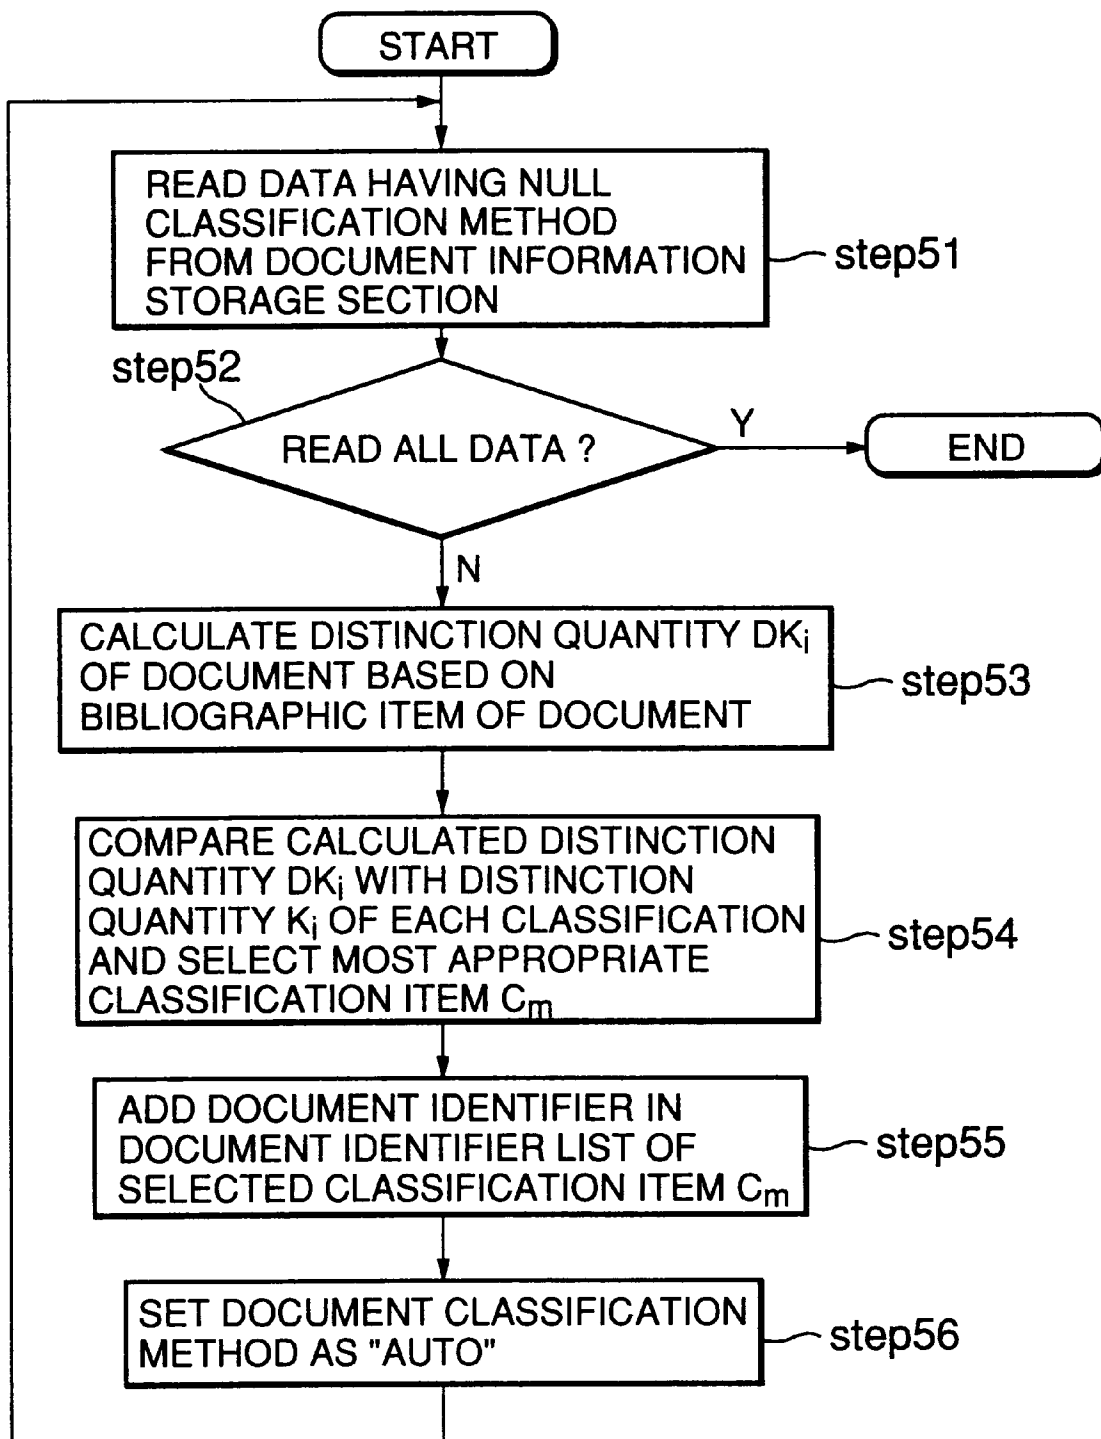 START
READ DATA HAVING NULL
CLASSIFICATION METHOD
FROM DOCUMENT INFORMATION
STORAGE SECTION
step51
step52
READ ALL DATA ?
Y
END
N
CALCULATE DISTINCTION QUANTITY DKi
OF DOCUMENT BASED ON
BIBLIOGRAPHIC ITEM OF DOCUMENT
step53
COMPARE CALCULATED DISTINCTION
QUANTITY DKi WITH DISTINCTION
QUANTITY Ki OF EACH CLASSIFICATION
AND SELECT MOST APPROPRIATE
CLASSIFICATION ITEM Cm
step54
ADD DOCUMENT IDENTIFIER IN
DOCUMENT IDENTIFIER LIST OF
SELECTED CLASSIFICATION ITEM Cm
step55
SET DOCUMENT CLASSIFICATION
METHOD AS "AUTO"
step56